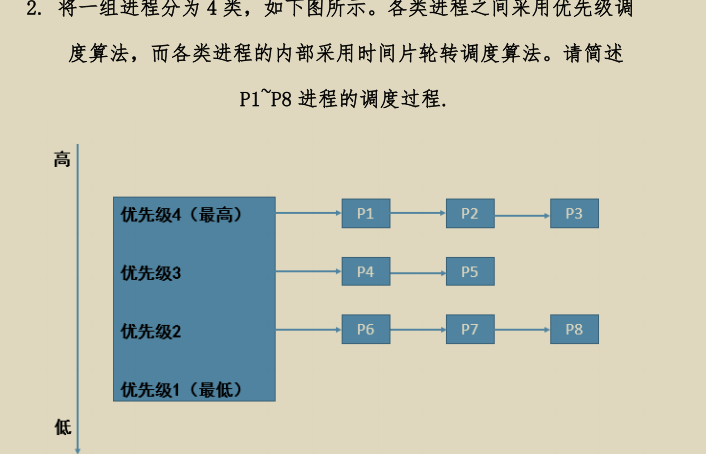 2. 将一组进程分为 4 类，如下图所示。各类进程之间采用优先级调
度算法，而各类进程的内部采用时间片轮转调度算法。请简述
P1~P8 进程的调度过程.
高
优先级4（最高） P1 P2 P3
优先级3 P4 P5
优先级2 P6 P7 P8
优先级1（最低）
低